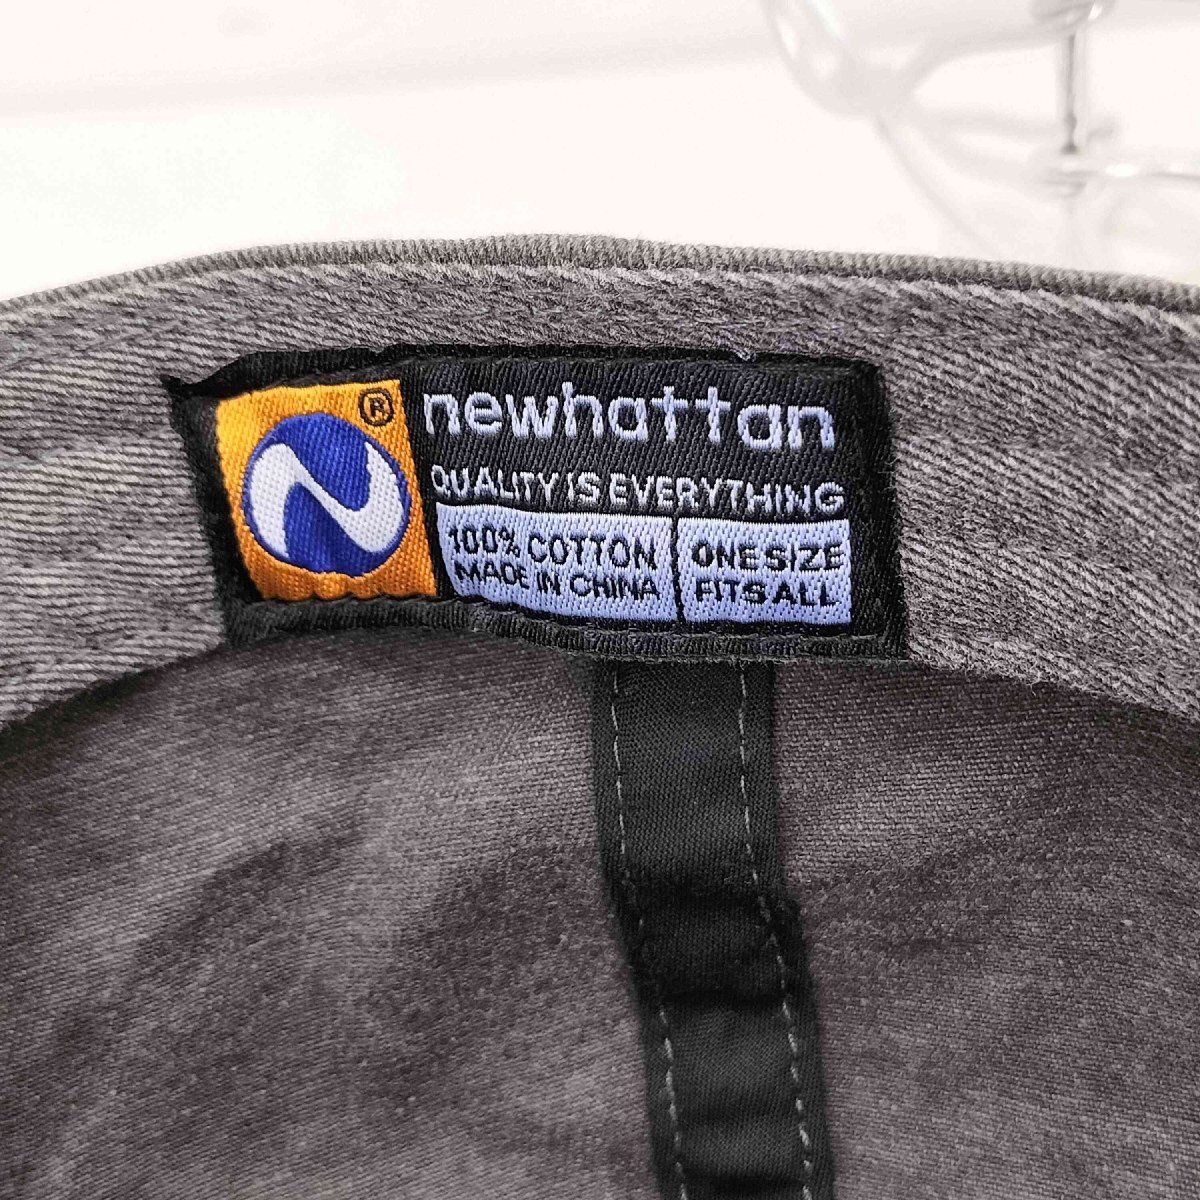 ®
newhattan
QUALITY IS EVERYTHING
100% COTTON
MADE IN CHINA
ONE SIZE
FITS ALL